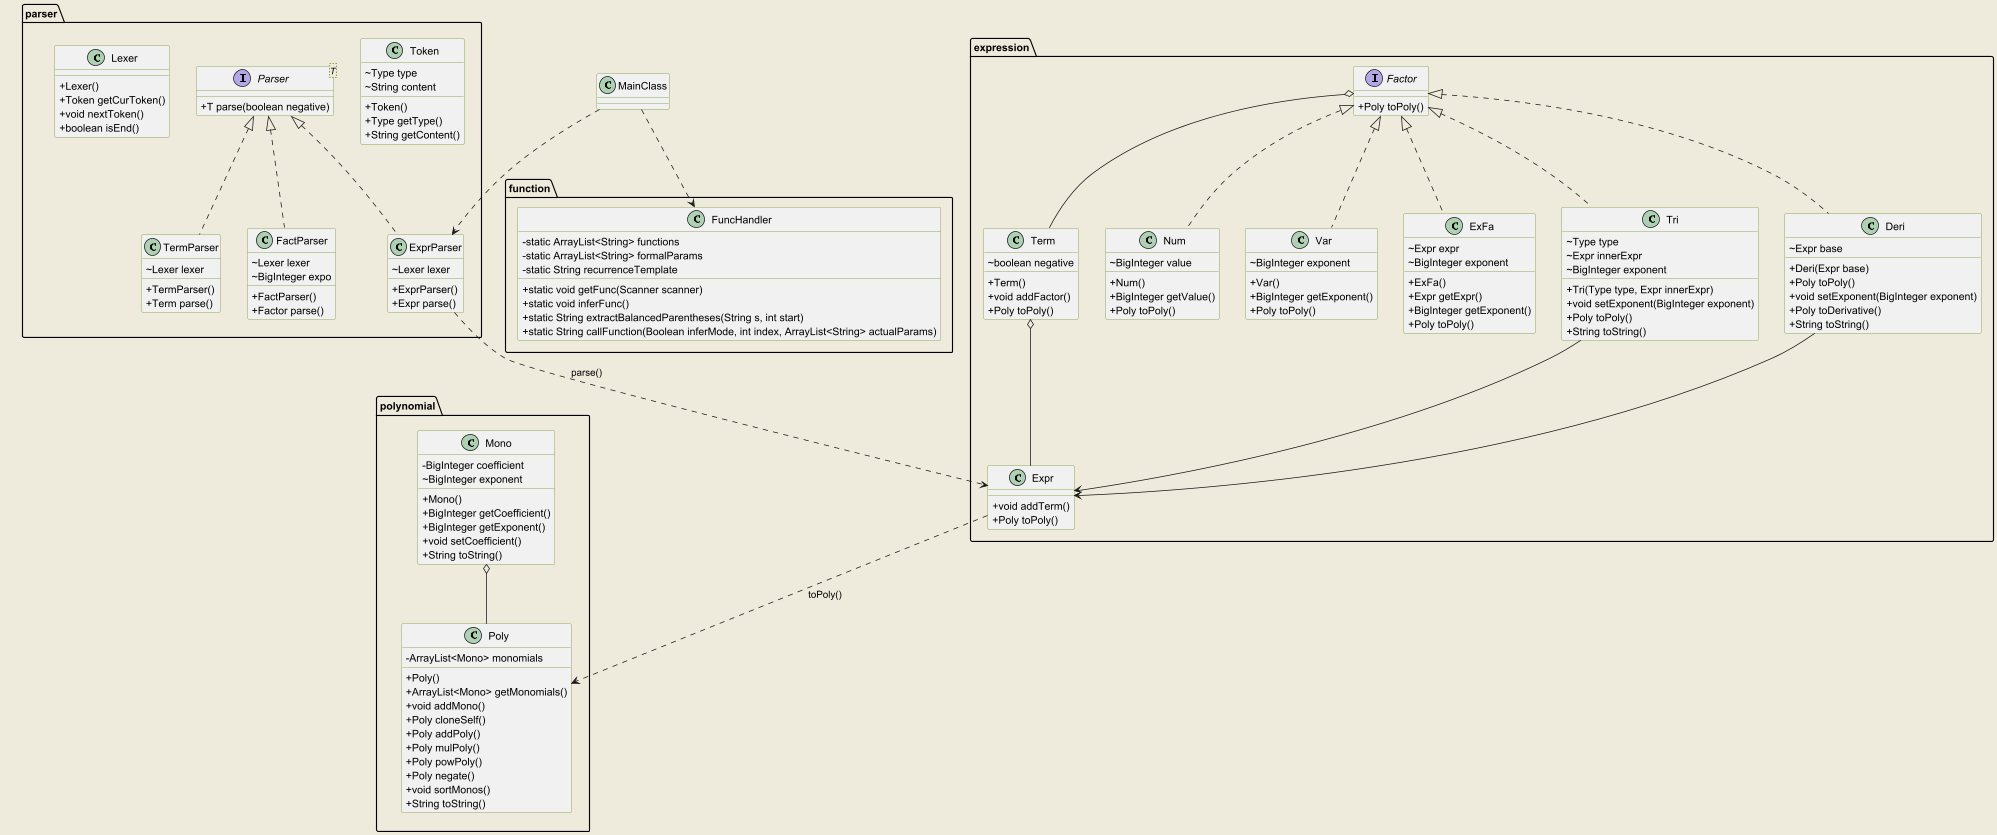 parser
C Lexer
+Lexer()
+Token getCurToken()
+void nextToken()
+boolean isEnd()
I Parser
T
+T parse(boolean negative)
C Token
~Type type
~String content
+Token()
+Type getType()
+String getContent()
C TermParser
~Lexer lexer
+TermParser()
+Term parse()
C FactParser
~Lexer lexer
~BigInteger expo
+FactParser()
+Factor parse()
C ExprParser
~Lexer lexer
+ExprParser()
+Expr parse()
C MainClass
function
C FuncHandler
-static ArrayList<String> functions
-static ArrayList<String> formalParams
-static String recurrenceTemplate
+static void getFunc(Scanner scanner)
+static void inferFunc()
+static String extractBalancedParentheses(String s, int start)
+static String callFunction(Boolean inferMode, int index, ArrayList<String> actualParams)
expression
I Factor
+Poly toPoly()
C Term
~boolean negative
+Term()
+void addFactor()
+Poly toPoly()
C Num
~BigInteger value
+Num()
+BigInteger getValue()
+Poly toPoly()
C Var
~BigInteger exponent
+Var()
+BigInteger getExponent()
+Poly toPoly()
C ExFa
~Expr expr
~BigInteger exponent
+ExFa()
+Expr getExpr()
+BigInteger getExponent()
+Poly toPoly()
C Tri
~Type type
~Expr innerExpr
~BigInteger exponent
+Tri(Type type, Expr innerExpr)
+void setExponent(BigInteger exponent)
+Poly toPoly()
+String toString()
C Deri
~Expr base
+Deri(Expr base)
+Poly toPoly()
+void setExponent(BigInteger exponent)
+Poly toDerivative()
+String toString()
parse()
C Expr
+void addTerm()
+Poly toPoly()
polynomial
C Mono
-BigInteger coefficient
~BigInteger exponent
+Mono()
+BigInteger getCoefficient()
+BigInteger getExponent()
+void setCoefficient()
+String toString()
toPoly()
C Poly
-ArrayList<Mono> monomials
+Poly()
+ArrayList<Mono> getMonomials()
+void addMono()
+Poly cloneSelf()
+Poly addPoly()
+Poly mulPoly()
+Poly powPoly()
+Poly negate()
+void sortMonos()
+String toString()